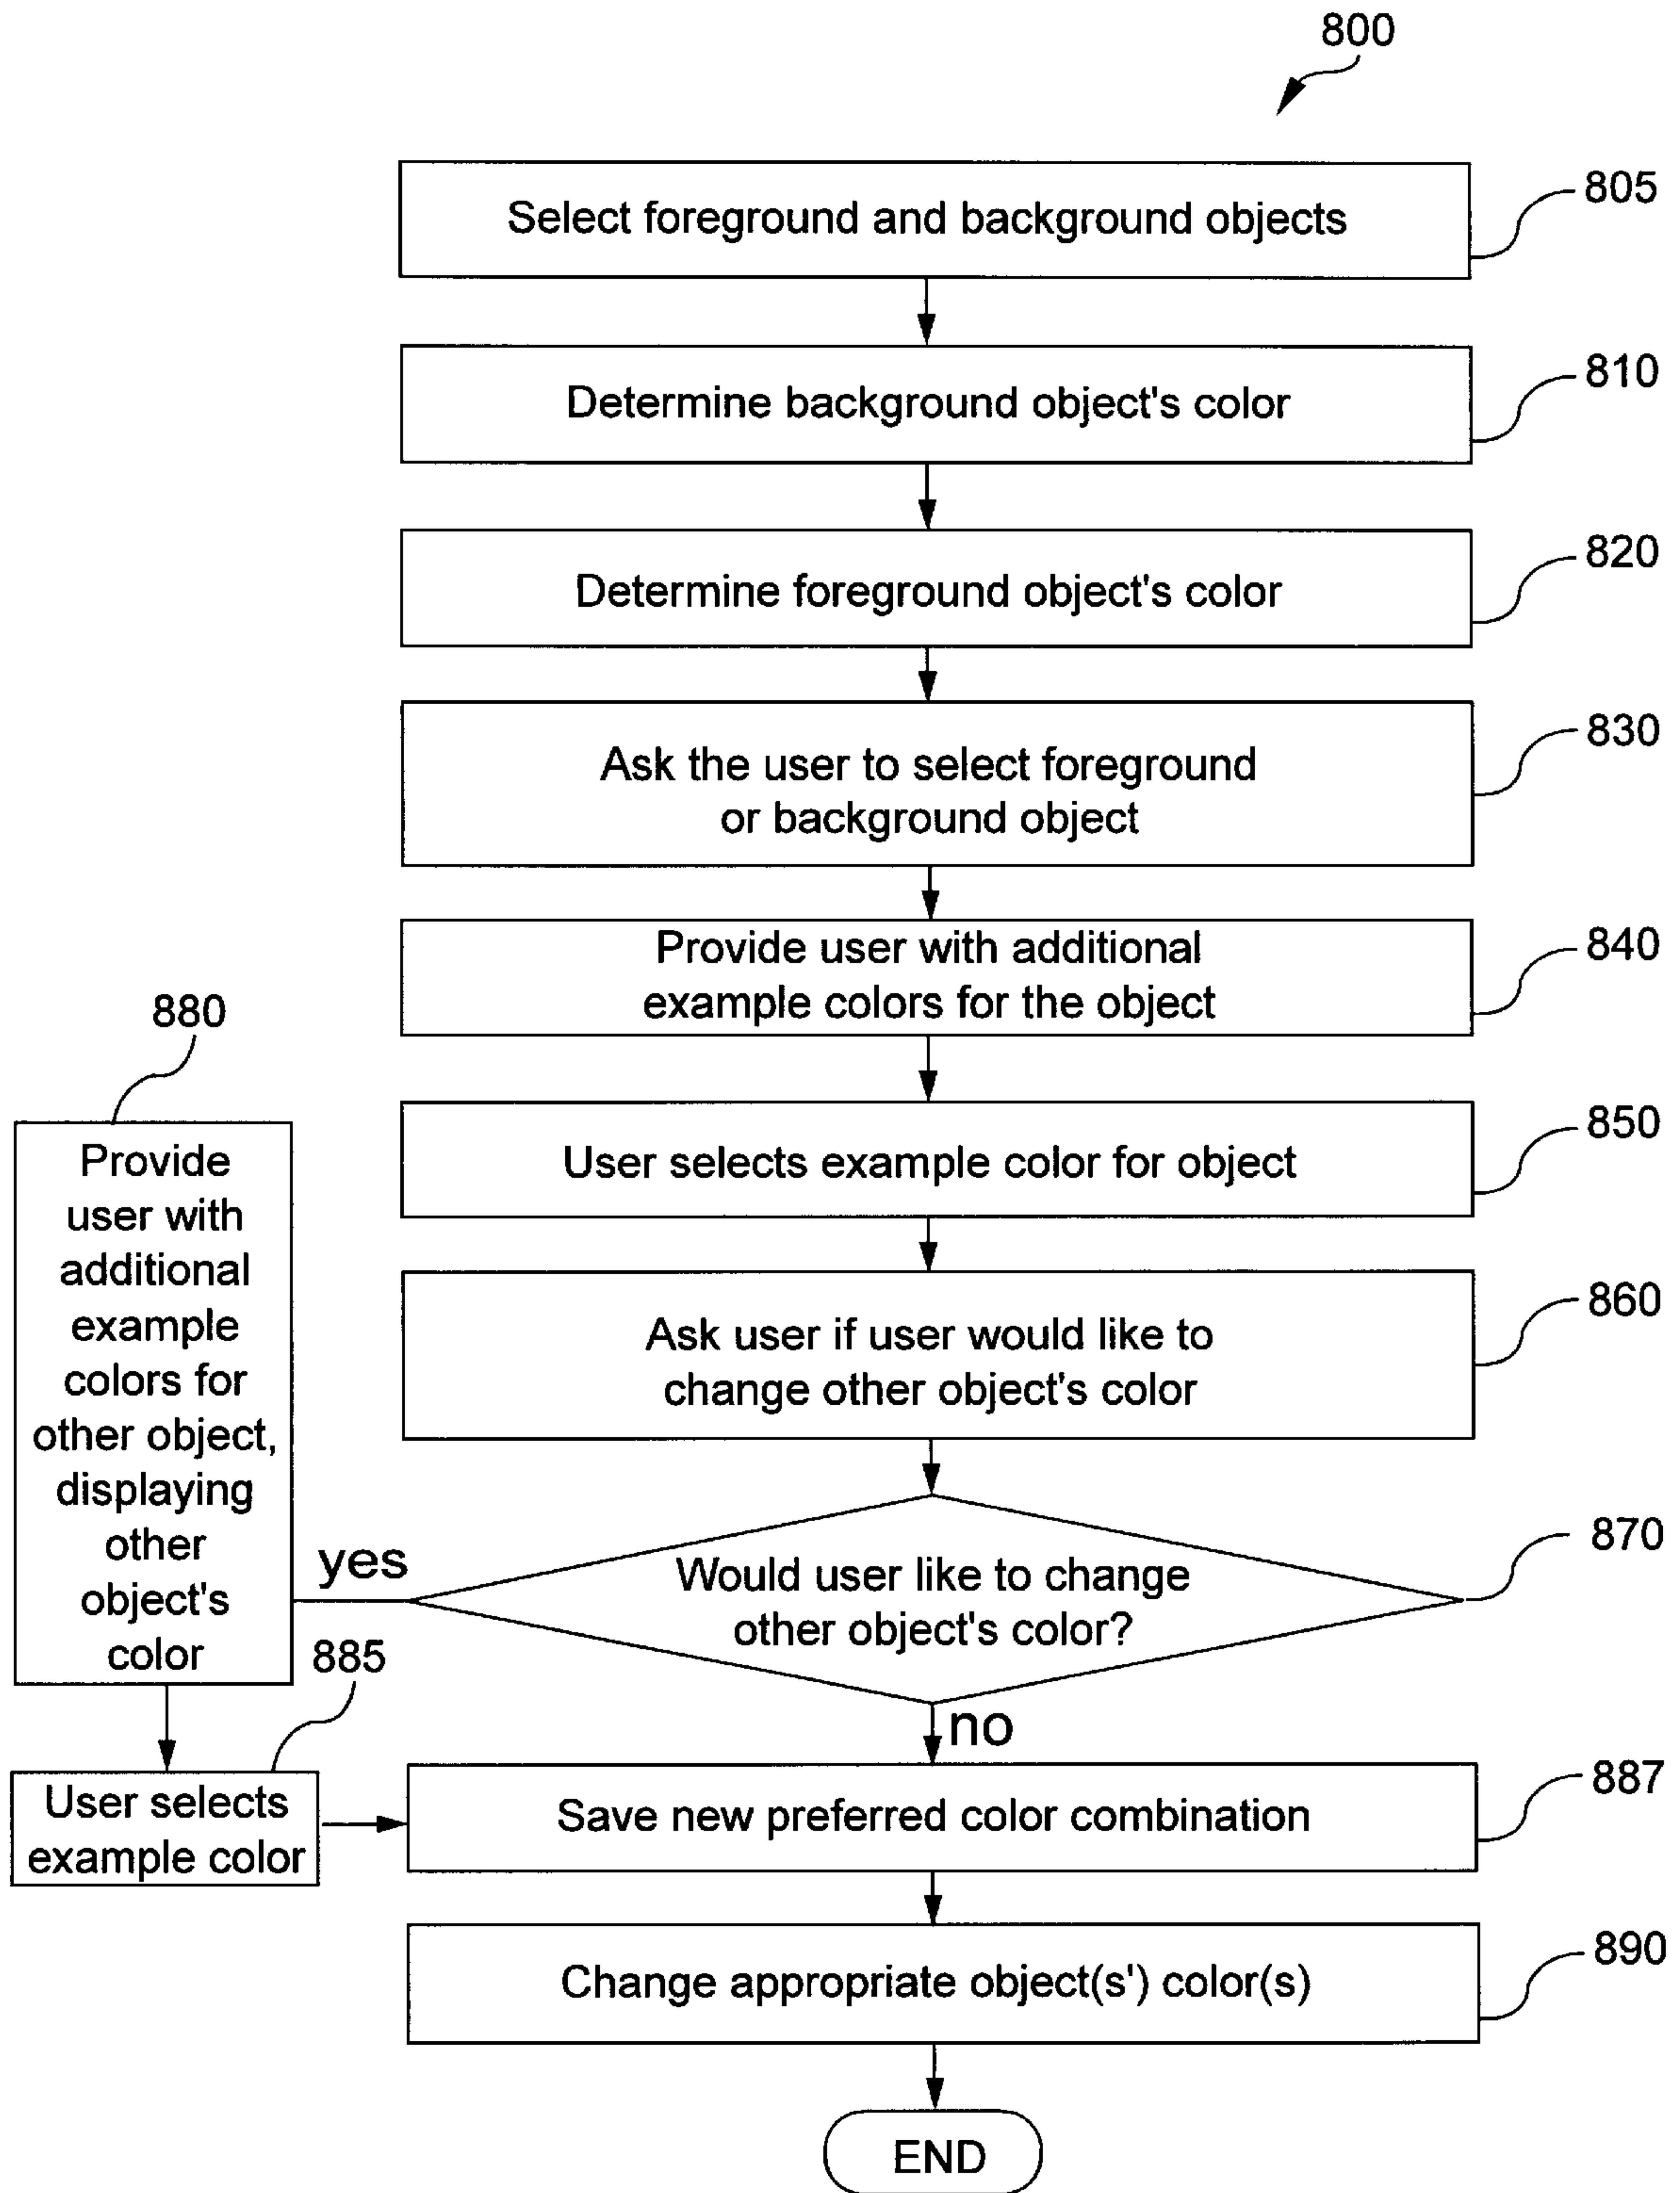 800
Select foreground and background objects
805
Determine background object's color
810
Determine foreground object's color
820
Ask the user to select foreground
or background object
830
Provide user with additional
example colors for the object
840
User selects example color for object
850
Ask user if user would like to
change other object's color
860
Would user like to change
other object's color?
870
yes
no
880
Provide
user with
additional
example
colors for
other object,
displaying
other
object's
color
885
User selects
example color
Save new preferred color combination
887
Change appropriate object(s') color(s)
890
END